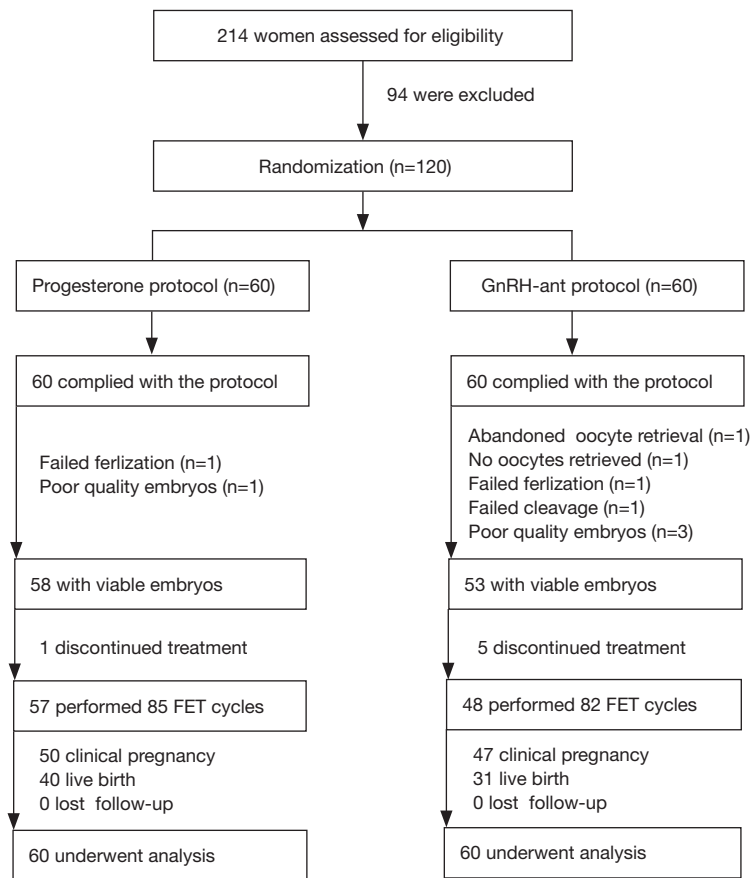 214 women assessed for eligibility
94 were excluded
Randomization (n=120)
Progesterone protocol (n=60)
GnRH-ant protocol (n=60)
60 complied with the protocol
60 complied with the protocol
Failed ferlization (n=1)
Poor quality embryos (n=1)
Abandoned oocyte retrieval (n=1)
No oocytes retrieved (n=1)
Failed ferlization (n=1)
Failed cleavage (n=1)
Poor quality embryos (n=3)
58 with viable embryos
53 with viable embryos
1 discontinued treatment
5 discontinued treatment
57 performed 85 FET cycles
48 performed 82 FET cycles
50 clinical pregnancy
40 live birth
0 lost follow-up
47 clinical pregnancy
31 live birth
0 lost follow-up
60 underwent analysis
60 underwent analysis